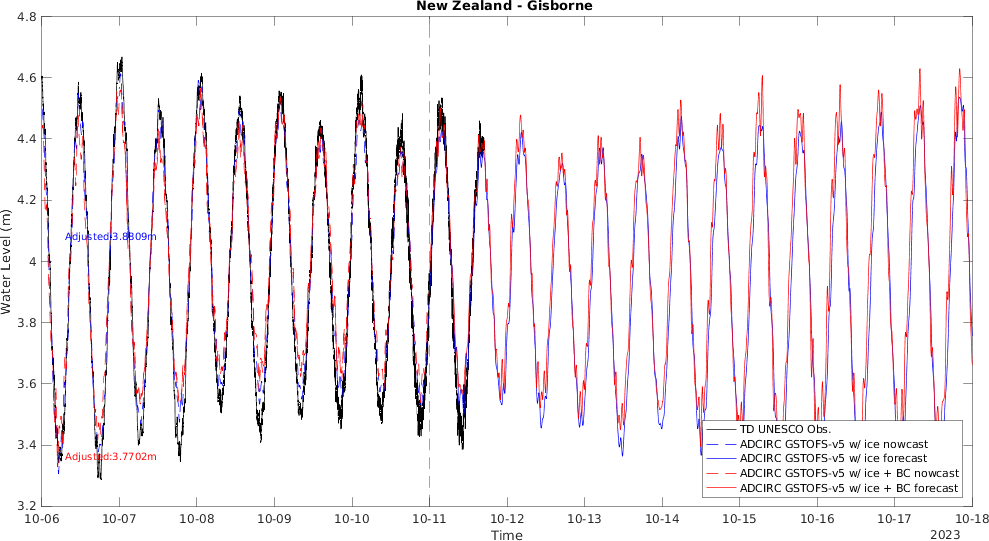 New Zealand - Gisborne
4.8
4.6
4.4
4.2
4
3.8
3.6
3.4
3.2
Water Level (m)
Adjusted:3.8809m
Adjusted:3.7702m
TD UNESCO Obs.
ADCIRC GSTOFS-v5 w/ ice nowcast
ADCIRC GSTOFS-v5 w/ ice forecast
ADCIRC GSTOFS-v5 w/ ice + BC nowcast
ADCIRC GSTOFS-v5 w/ ice + BC forecast
10-06 10-07 10-08 10-09 10-10 10-11 10-12 10-13 10-14 10-15 10-16 10-17 10-18
Time
2023